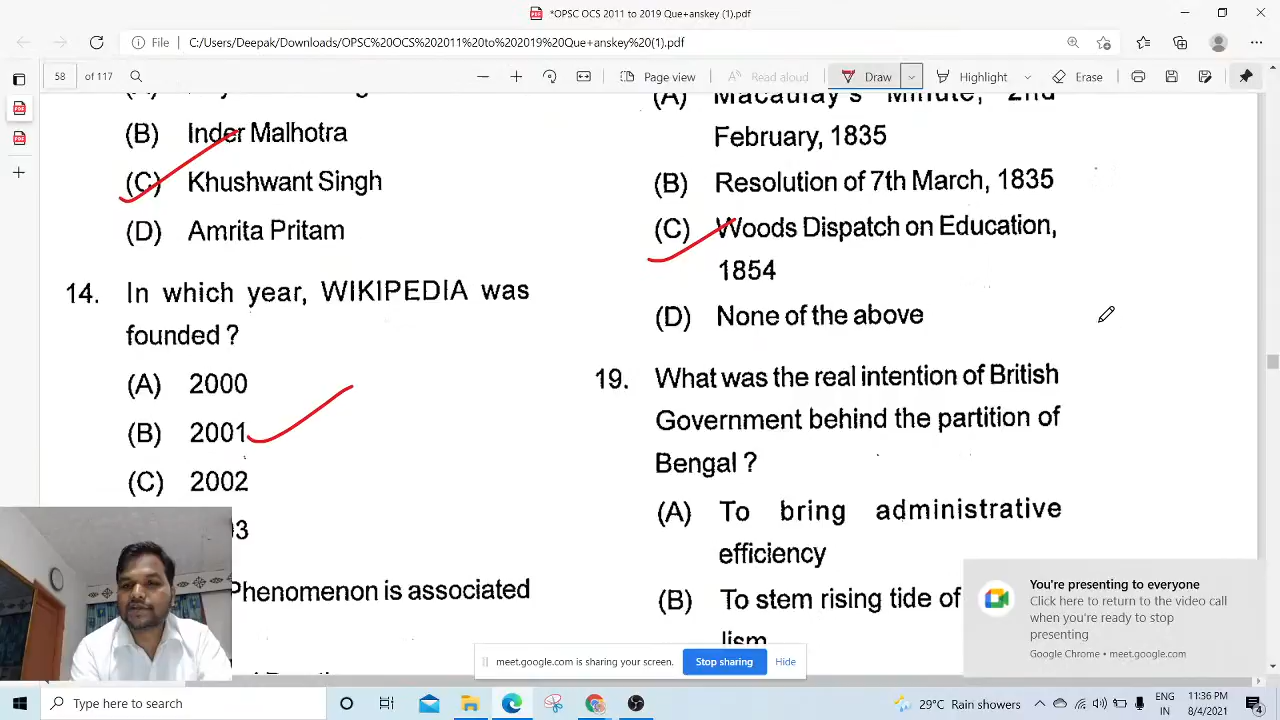 *OPSC OCS 2011 to 2019 Que+anskey (1).pdf
File
C:/Users/Deepak/Downloads/OPSC%20OCS%202011%20to%202019%20Que+anskey%20(1).pdf
58 of 117
Page view
Read aloud
Draw
Highlight
Erase
(B) Inder Malhotra
(C) Khushwant Singh
(D) Amrita Pritam
14. In which year, WIKIPEDIA was
founded ?
(A) 2000
(B) 2001
(C) 2002
Phenomenon is associated
(A) Macaulay's Minute, 2nd
February, 1835
(B) Resolution of 7th March, 1835
(C) Woods Dispatch on Education,
1854
(D) None of the above
19. What was the real intention of British
Government behind the partition of
Bengal ?
(A) To bring administrative
efficiency
(B) To stem rising tide of
lism
You're presenting to everyone
Click here to return to the video call
when you're ready to stop
presenting
Google Chrome • meet.google.com
meet.google.com is sharing your screen.
Stop sharing
Hide
Type here to search
29°C Rain showers
ENG
IN
11:36 PM
8/4/2021
4